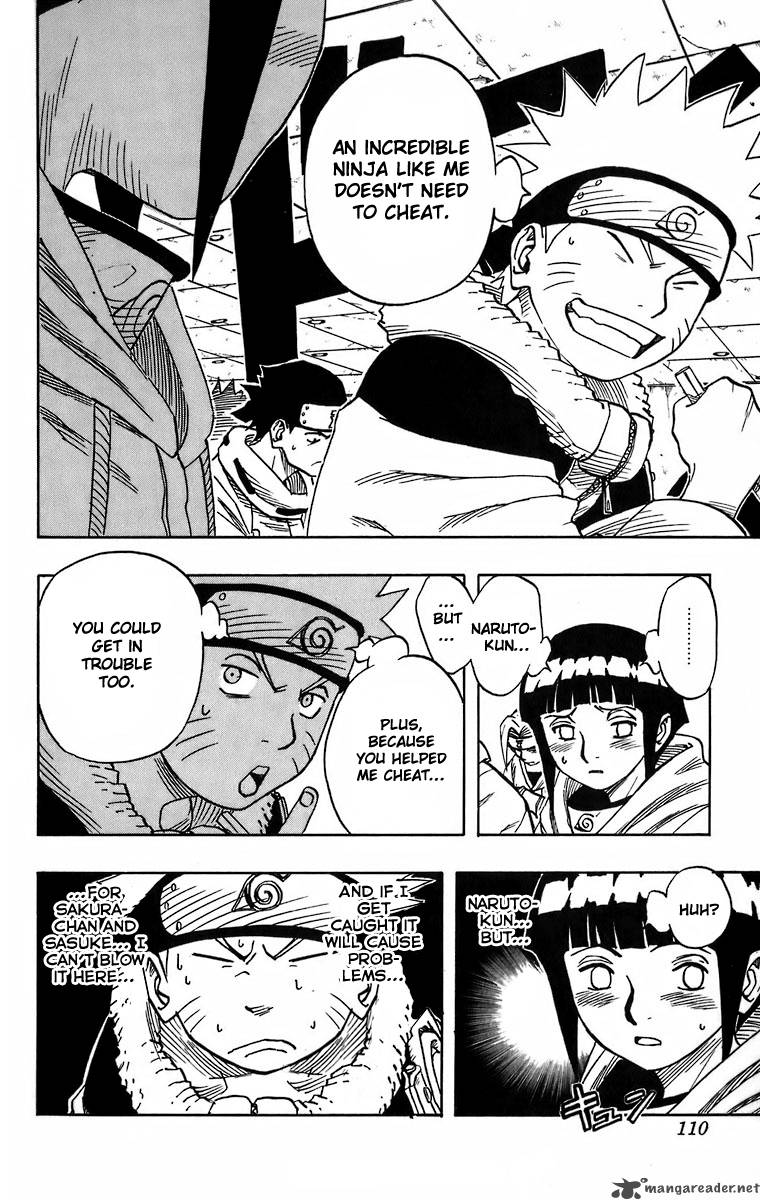 AN INCREDIBLE
NINJA LIKE ME
DOESN'T NEED
TO CHEAT.
..........
NARUTO-
KUN...
...
BUT
...
PLUS,
BECAUSE
YOU HELPED
ME CHEAT...
YOU COULD
GET IN
TROUBLE
TOO.
HUH?
NARUTO-
KUN...
BUT...
キュン
AND IF I
GET
CAUGHT IT
WILL CAUSE
PROB-
LEMS...
...FOR,
SAKURA-
CHAN AND
SASUKE... I
CAN'T BLOW
IT HERE...
110
mangareader.net